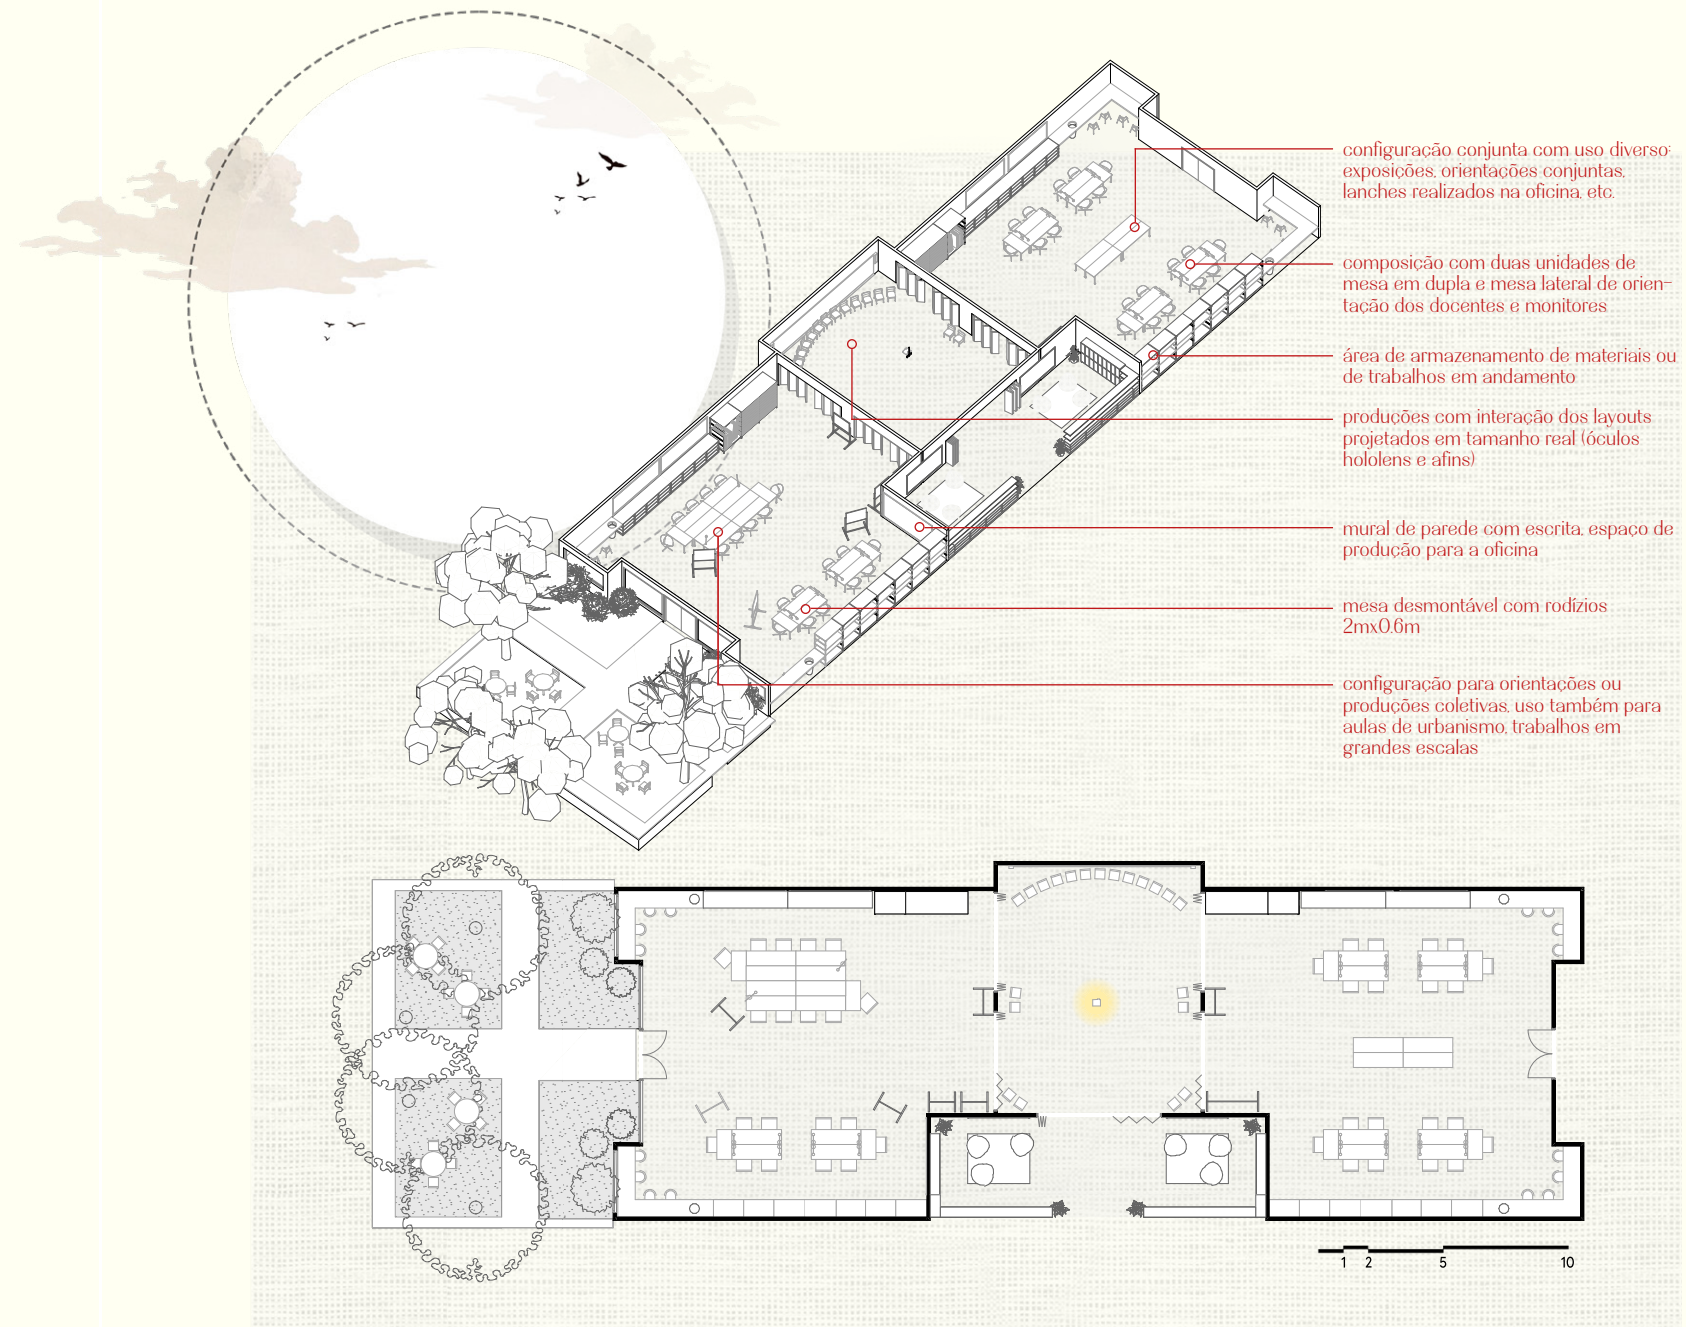 configuração conjunta com uso diverso:
exposições, orientações conjuntas,
lanches realizados na oficina, etc.
composição com duas unidades de
mesa em dupla e mesa lateral de orien-
tação dos docentes e monitores
área de armazenamento de materiais ou
de trabalhos em andamento
produções com interação dos layouts
projetados em tamanho real (óculos
hololens e afins)
mural de parede com escrita, espaço de
produção para a oficina
mesa desmontável com rodízios
2mx0.6m
configuração para orientações ou
produções coletivas, uso também para
aulas de urbanismo, trabalhos em
grandes escalas
1 2 5 10